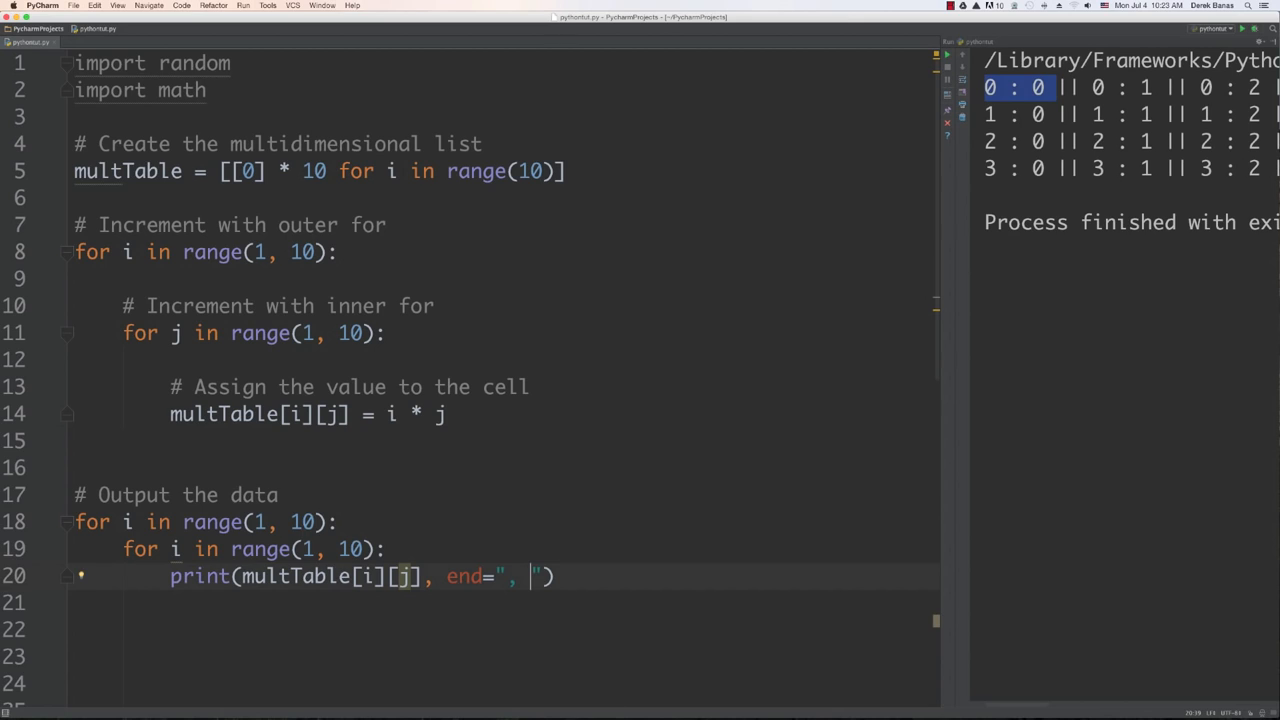 PyCharm File Edit View Navigate Code Refactor Run Tools VCS Window Help
10 Mon Jul 4 10:23 AM Derek Banas
pythontut.py - PycharmProjects - [~/PycharmProjects]
PycharmProjects pythontut.py pythontut
pythontut.py
Run: pythontut
1 import random
2 import math
3
4 # Create the multidimensional list
5 multTable = [[0] * 10 for i in range(10)]
6
7 # Increment with outer for
8 for i in range(1, 10):
9
10 # Increment with inner for
11 for j in range(1, 10):
12
13 # Assign the value to the cell
14 multTable[i][j] = i * j
15
16
17 # Output the data
18 for i in range(1, 10):
19 for i in range(1, 10):
20 print(multTable[i][j], end=", ")
21
22
23
24
/Library/Frameworks/Pytho
0 : 0 || 0 : 1 || 0 : 2 |
1 : 0 || 1 : 1 || 1 : 2 |
2 : 0 || 2 : 1 || 2 : 2 |
3 : 0 || 3 : 1 || 3 : 2 |
Process finished with exi
20:39 LF÷ UTF-8÷